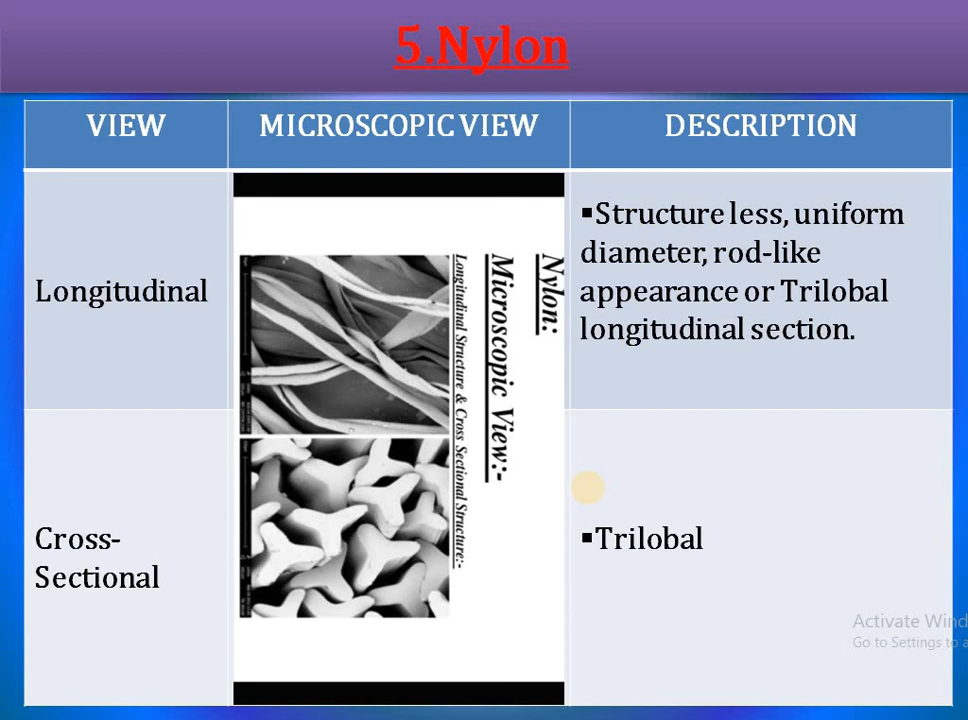 5.Nylon
VIEW
MICROSCOPIC VIEW
DESCRIPTION
Longitudinal
Nylon:
Microscopic View:-
Longitudinal Structure & Cross Sectional Structure:-
▪Structure less, uniform
diameter, rod-like
appearance or Trilobal
longitudinal section.
Cross-
Sectional
▪Trilobal
Activate Wind
Go to Settings to a